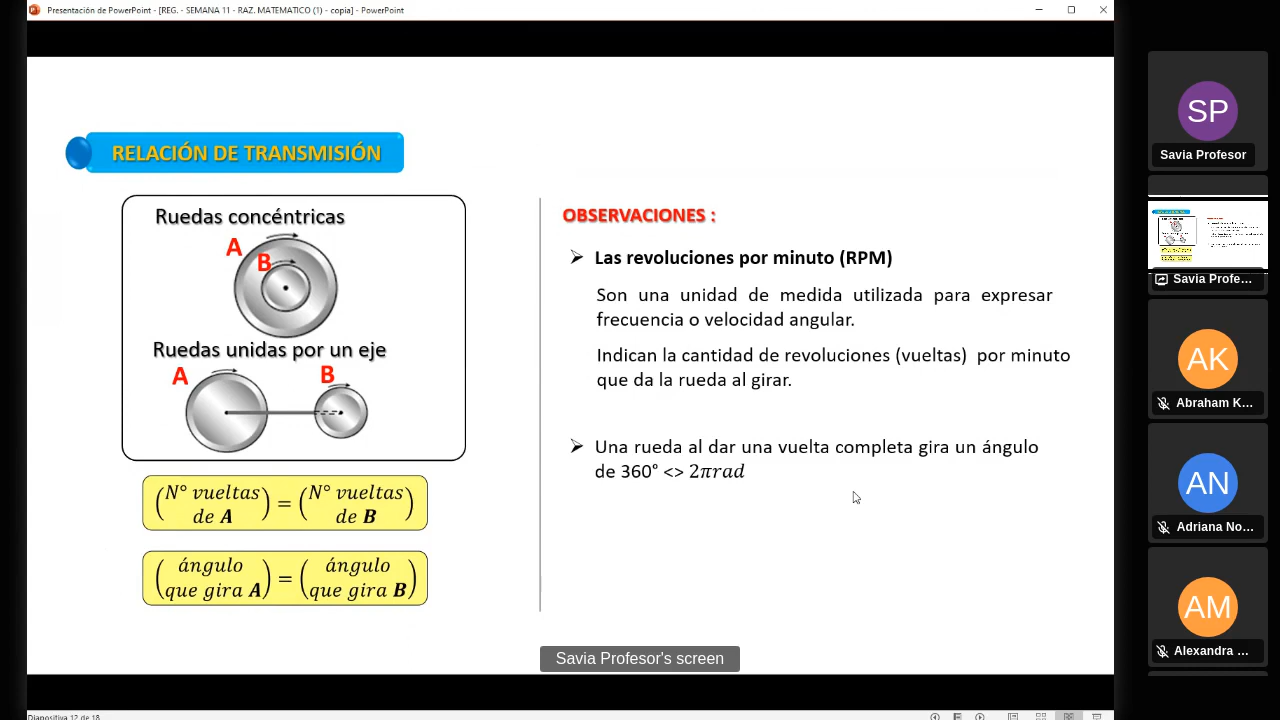 Presentación de PowerPoint - [REG. - SEMANA 11 - RAZ. MATEMATICO (1) - copia] - PowerPoint
RELACIÓN DE TRANSMISIÓN
Ruedas concéntricas
A
B
Ruedas unidas por un eje
A
B
(N° vueltas de A) = (N° vueltas de B)
(ángulo que gira A) = (ángulo que gira B)
OBSERVACIONES :
➢ Las revoluciones por minuto (RPM)
Son una unidad de medida utilizada para expresar
frecuencia o velocidad angular.
Indican la cantidad de revoluciones (vueltas) por minuto
que da la rueda al girar.
➢ Una rueda al dar una vuelta completa gira un ángulo
de 360° <> 2πrad
Savia Profesor's screen
Diapositiva 12 de 18
SP
Savia Profesor
Savia Profe...
AK
Abraham K...
AN
Adriana No...
AM
Alexandra ...